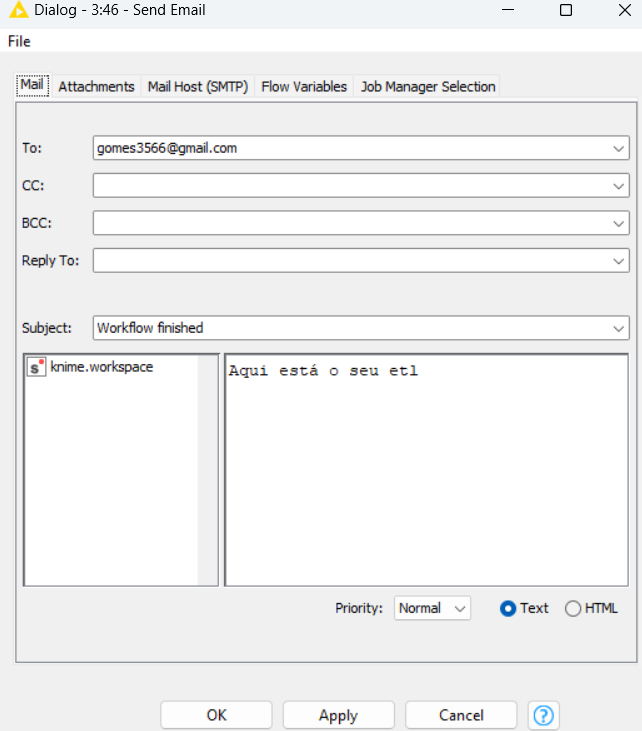 Dialog - 3:46 - Send Email
File
Mail Attachments Mail Host (SMTP) Flow Variables Job Manager Selection
To: gomes3566@gmail.com
CC:
BCC:
Reply To:
Subject: Workflow finished
s knime.workspace
Aqui está o seu etl
Priority: Normal Text HTML
OK Apply Cancel ?